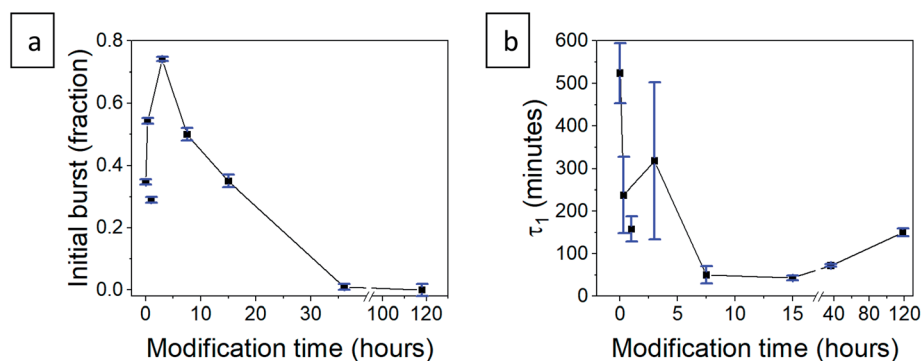 a
Initial burst (fraction)
0.8
0.6
0.4
0.2
0.0
0 10 20 30 100 120
Modification time (hours)
b
τ1 (minutes)
600
500
400
300
200
100
0
0 5 10 15 40 80 120
Modification time (hours)